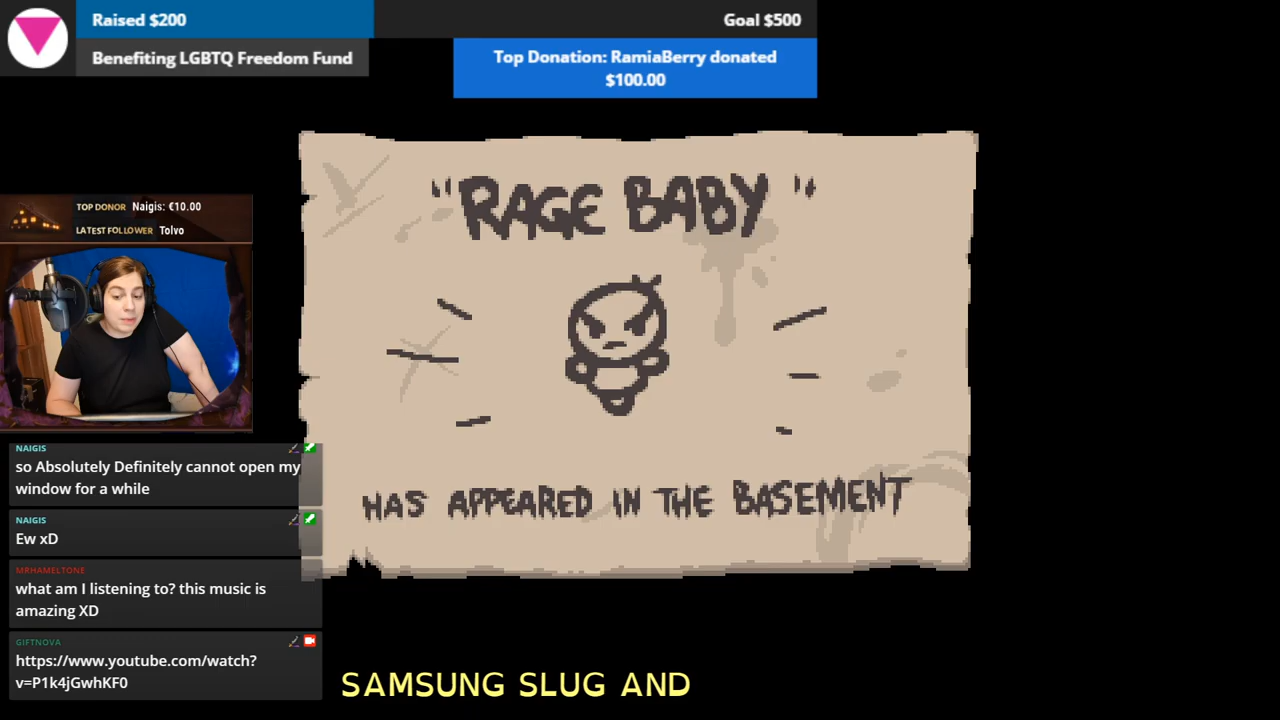 Raised $200
Goal $500
Benefiting LGBTQ Freedom Fund
Top Donation: RamiaBerry donated
$100.00
"RAGE BABY"
HAS APPEARED IN THE BASEMENT
TOP DONOR Naigis: €10.00
LATEST FOLLOWER Tolvo
NAIGIS
so Absolutely Definitely cannot open my
window for a while
NAIGIS
Ew xD
MRHAMELTONE
what am I listening to? this music is
amazing XD
GIFTNOVA
https://www.youtube.com/watch?
v=P1k4jGwhKF0
SAMSUNG SLUG AND